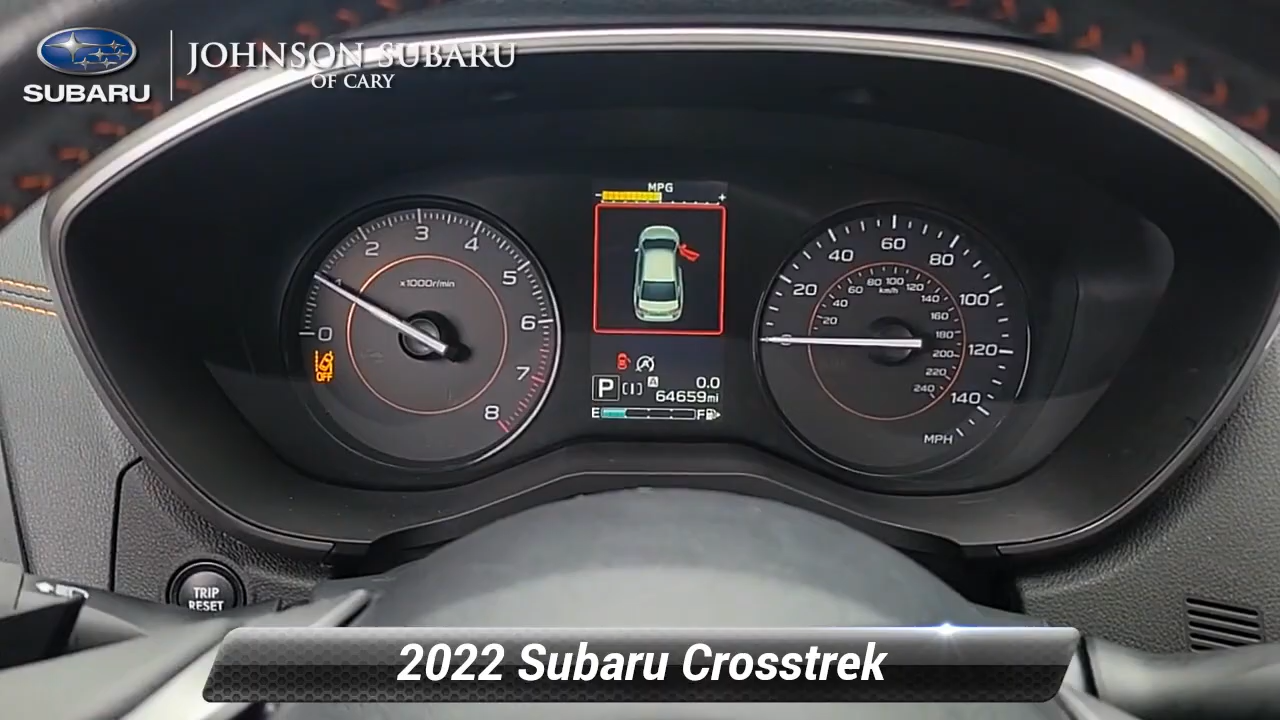 SUBARU
JOHNSON SUBARU
OF CARY
MPG
- +
0 1 2 3 4 5 6 7 8
x1000r/min
OFF
P [I] A 0.0
64659mi
E F
0 20 40 60 80 100 120 140
20 40 60 80 100 120 140 160 180 200 220 240
km/h
MPH
TRIP
RESET
2022 Subaru Crosstrek